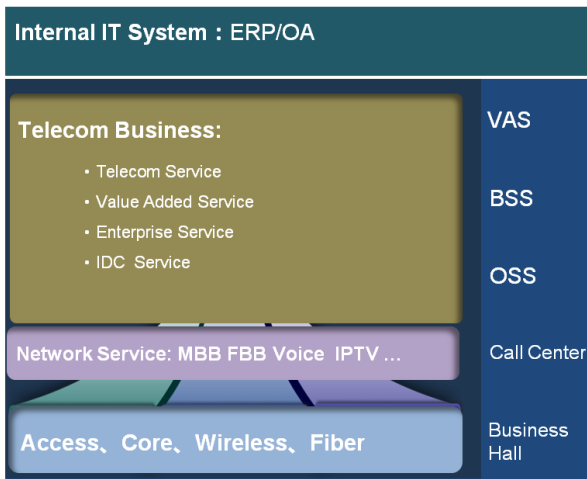 Internal IT System：ERP/OA
Telecom Business:
• Telecom Service
• Value Added Service
• Enterprise Service
• IDC Service
Network Service: MBB FBB Voice IPTV ...
Access、Core、Wireless、Fiber
VAS
BSS
OSS
Call Center
Business
Hall